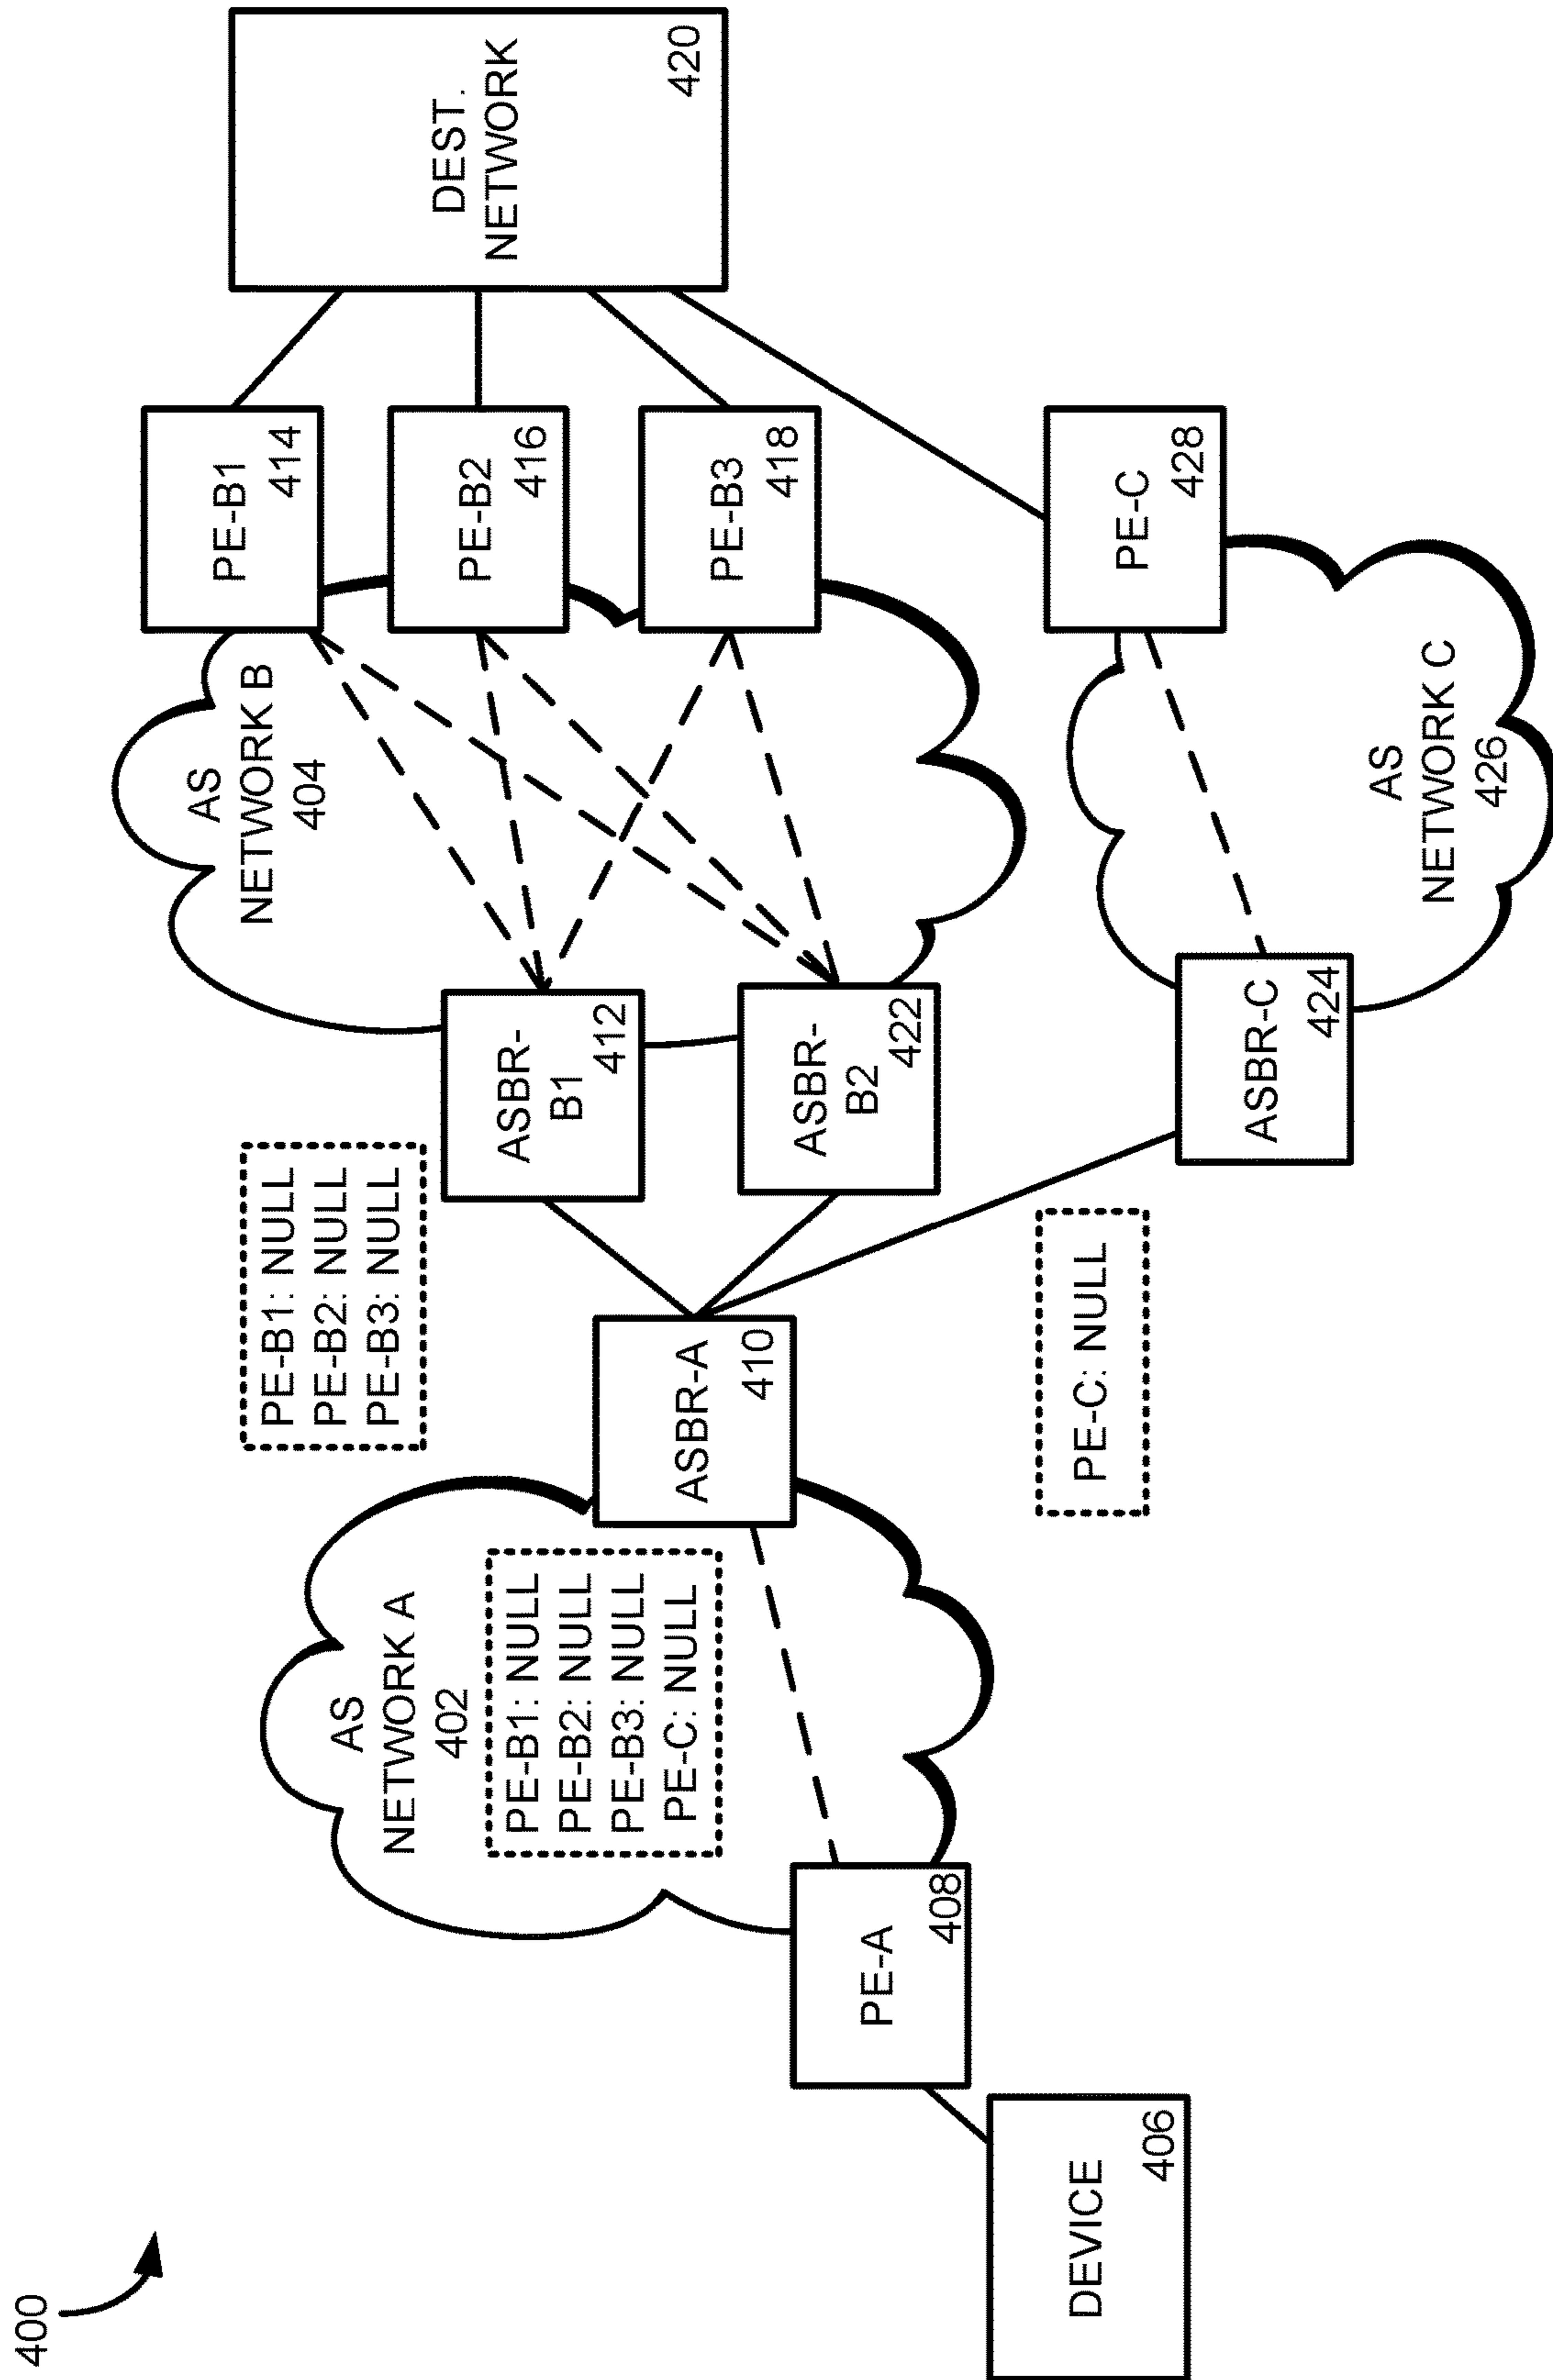 400
DEVICE
406
PE-A
408
AS
NETWORK A
402
PE-B1: NULL
PE-B2: NULL
PE-B3: NULL
PE-C: NULL
ASBR-A
410
PE-B1: NULL
PE-B2: NULL
PE-B3: NULL
PE-C: NULL
ASBR-
B1
412
ASBR-
B2
422
ASBR-C
424
AS
NETWORK B
404
AS
NETWORK C
426
PE-B1
414
PE-B2
416
PE-B3
418
PE-C
428
DEST.
NETWORK
420